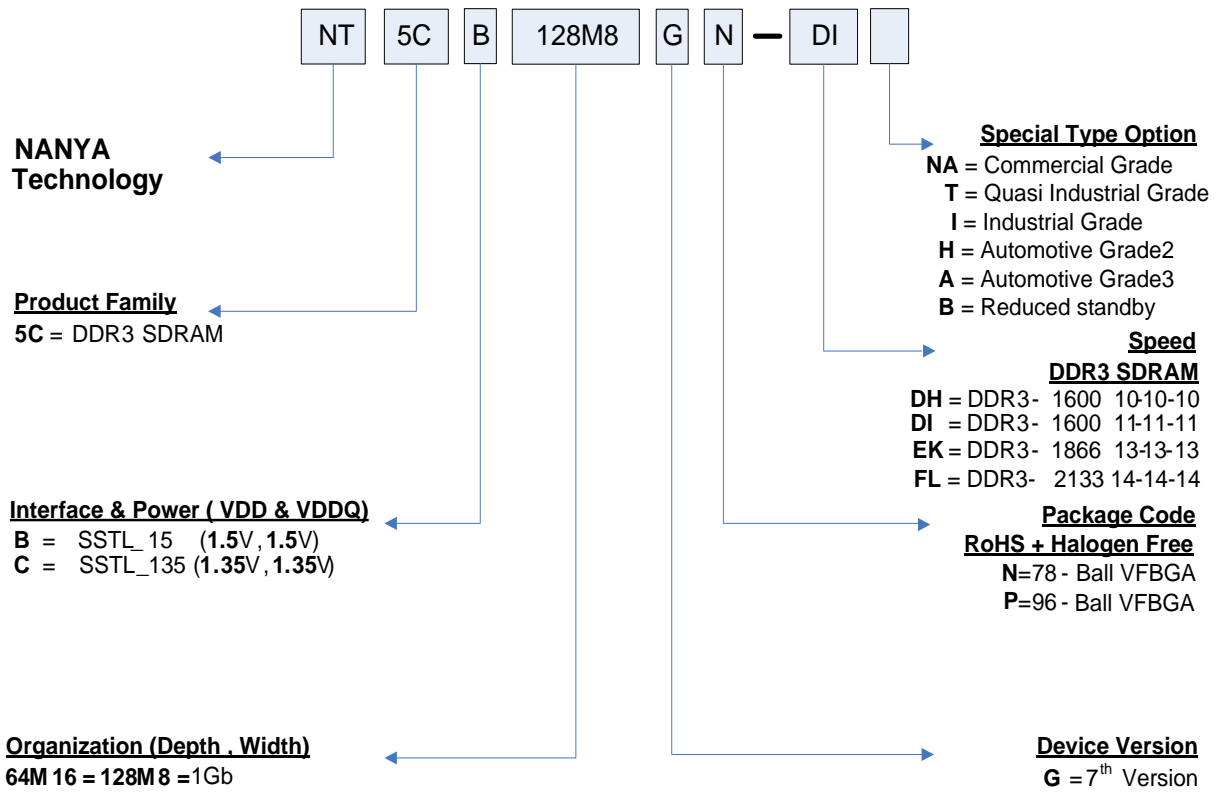 NT 5C B 128M8 G N – DI
NANYA
Technology
Product Family
5C = DDR3 SDRAM
Interface & Power ( VDD & VDDQ)
B = SSTL_15 (1.5V,1.5V)
C = SSTL_135 (1.35V,1.35V)
Organization (Depth , Width)
64M16 = 128M8 =1Gb
Special Type Option
NA = Commercial Grade
T = Quasi Industrial Grade
I = Industrial Grade
H = Automotive Grade2
A = Automotive Grade3
B = Reduced standby
Speed
DDR3 SDRAM
DH = DDR3- 1600 10-10-10
DI = DDR3- 1600 11-11-11
EK = DDR3- 1866 13-13-13
FL = DDR3- 2133 14-14-14
Package Code
RoHS + Halogen Free
N=78 - Ball VFBGA
P=96 - Ball VFBGA
Device Version
G = 7th Version